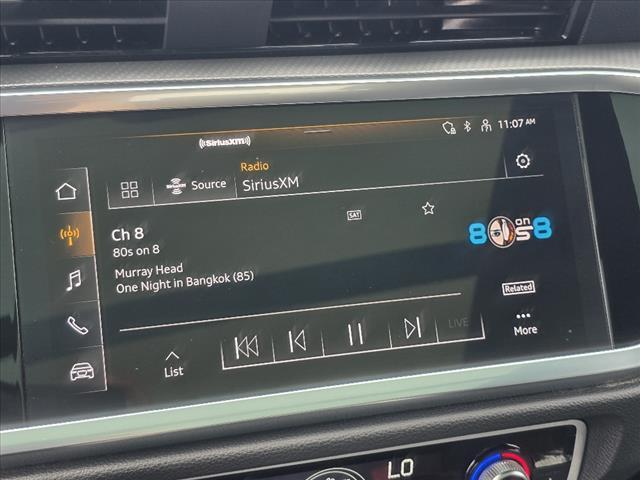 ((SiriusXM))
11:07 AM
Radio
SiriusXM Source SiriusXM
Ch 8
SAT
80s on 8
80s on 8
Murray Head
One Night in Bangkok (85)
Related
LIVE
More
List
LO